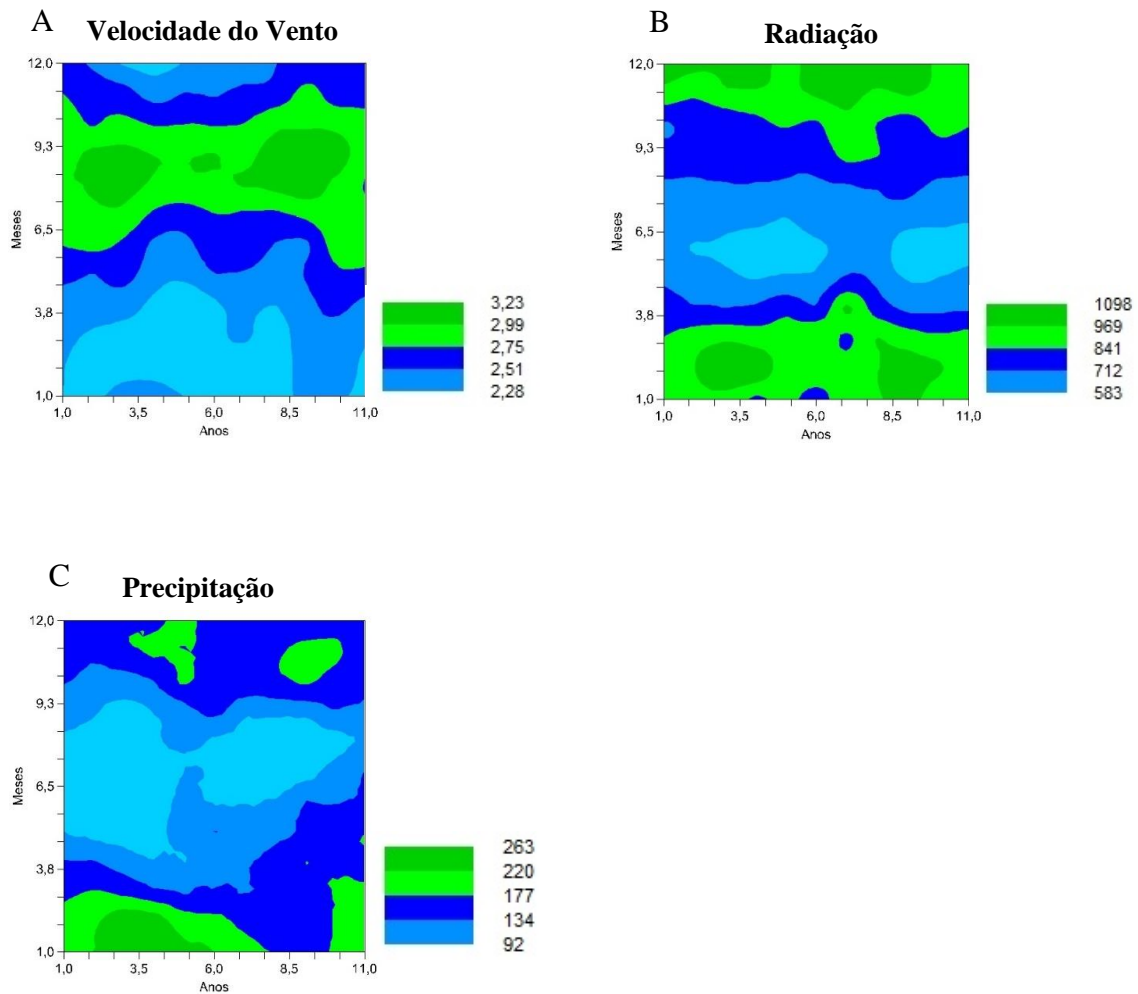 A
Velocidade do Vento
12,0
9,3
6,5
3,8
1,0
Meses
1,0 3,5 6,0 8,5 11,0
Anos
3,23
2,99
2,75
2,51
2,28
B
Radiação
12,0
9,3
6,5
3,8
1,0
Meses
1,0 3,5 6,0 8,5 11,0
Anos
1098
969
841
712
583
C
Precipitação
12,0
9,3
6,5
3,8
1,0
Meses
1,0 3,5 6,0 8,5 11,0
Anos
263
220
177
134
92